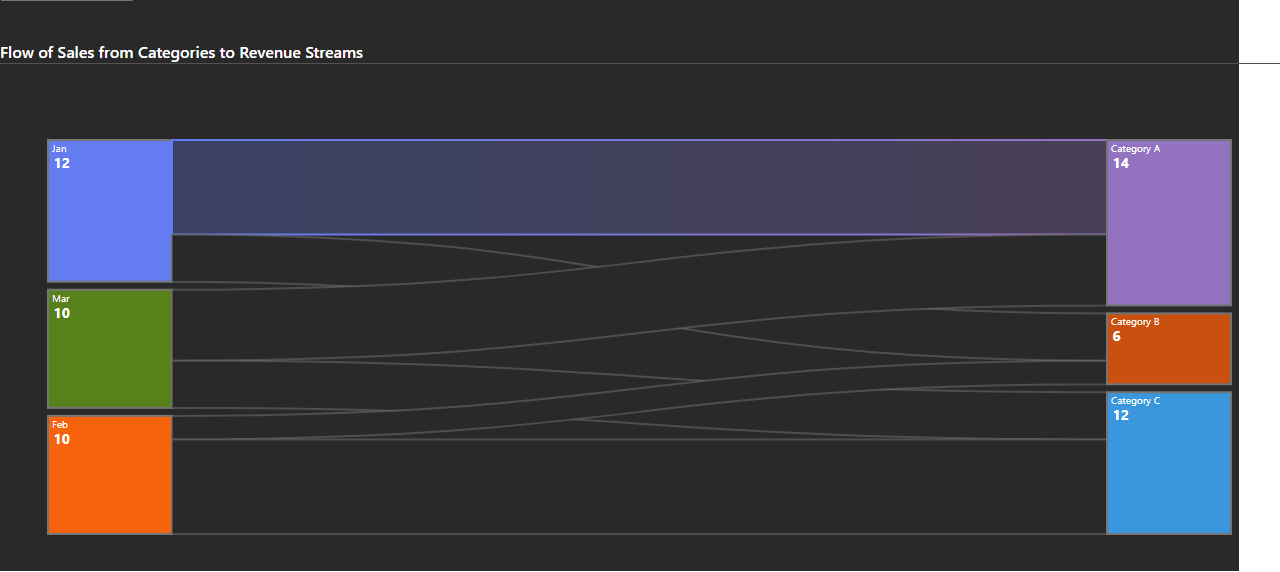 Flow of Sales from Categories to Revenue Streams
Jan
12
Mar
10
Feb
10
Category A
14
Category B
6
Category C
12